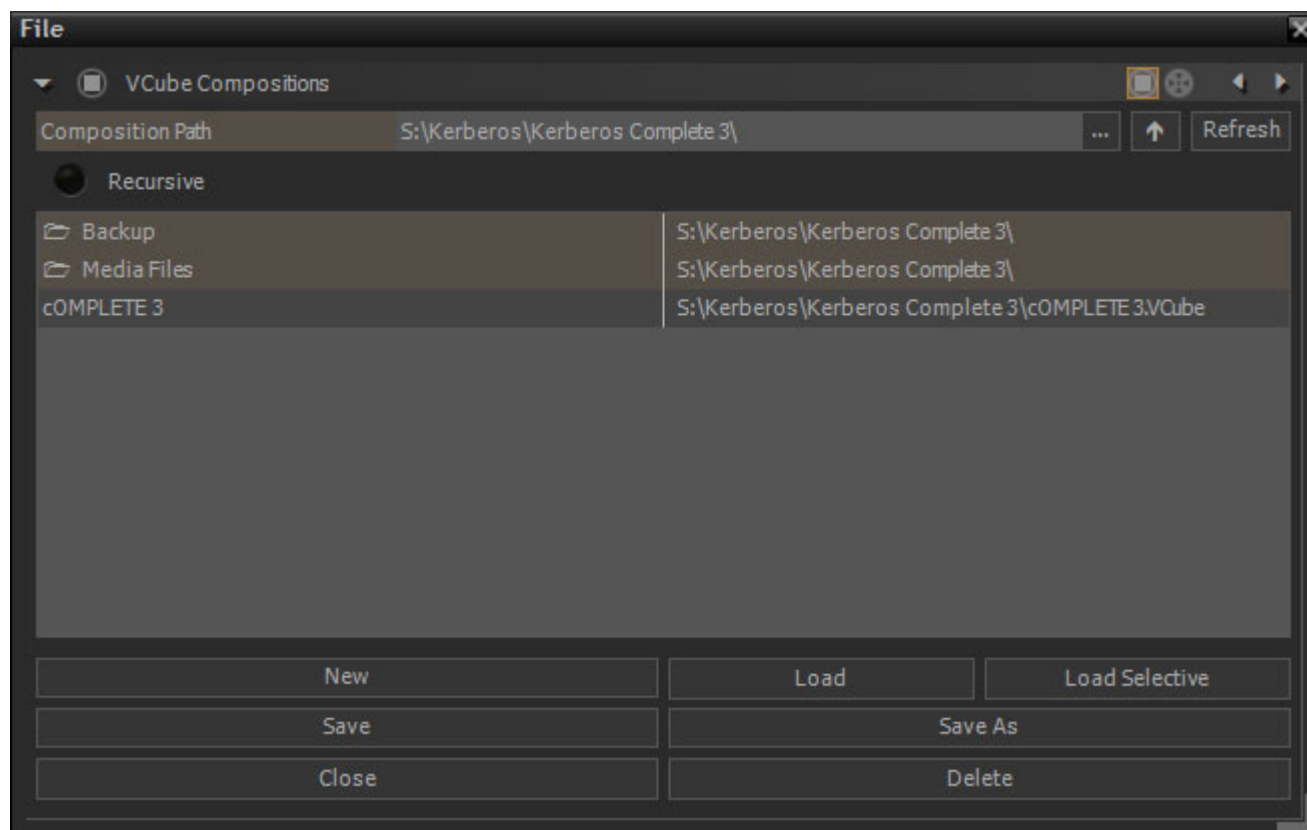 File
VCube Compositions
Composition Path S:\Kerberos\Kerberos Complete 3\ ... Refresh
Recursive
Backup S:\Kerberos\Kerberos Complete 3\
Media Files S:\Kerberos\Kerberos Complete 3\
cOMPLETE 3 S:\Kerberos\Kerberos Complete 3\cOMPLETE 3.VCube
New Load Load Selective
Save Save As
Close Delete